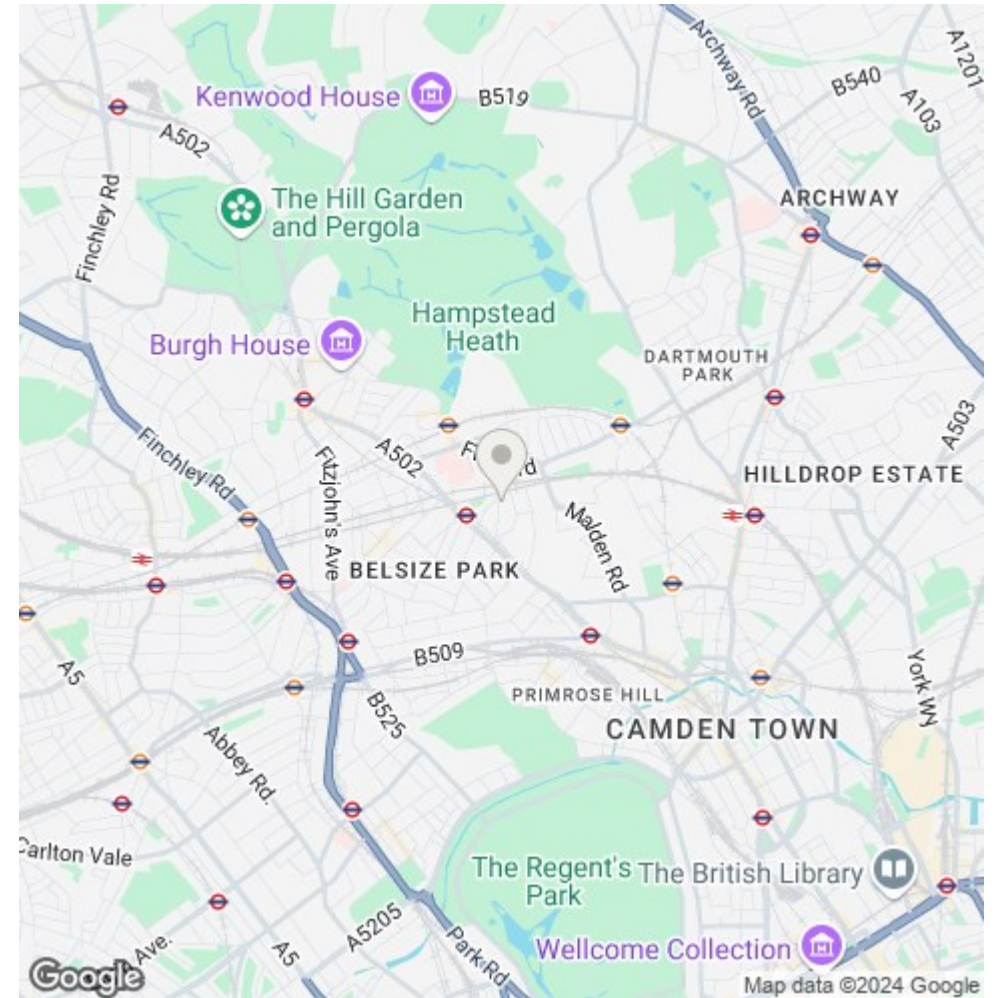 Archway Rd
A1201
B540
A103
Kenwood House
B519
A502
Finchley Rd
The Hill Garden
and Pergola
ARCHWAY
Hampstead
Heath
Burgh House
DARTMOUTH
PARK
A503
Finchley Rd
Fitzjohn's Ave
A502
HILLDROP ESTATE
Malden Rd
BELSIZE PARK
A5
B509
York WN
PRIMROSE HILL
B525
CAMDEN TOWN
Abbey Rd.
Carlton Vale
The Regent's
Park
The British Library
A5205
Ave.
A5
Park Rd
Wellcome Collection
Google
Map data ©2024 Google